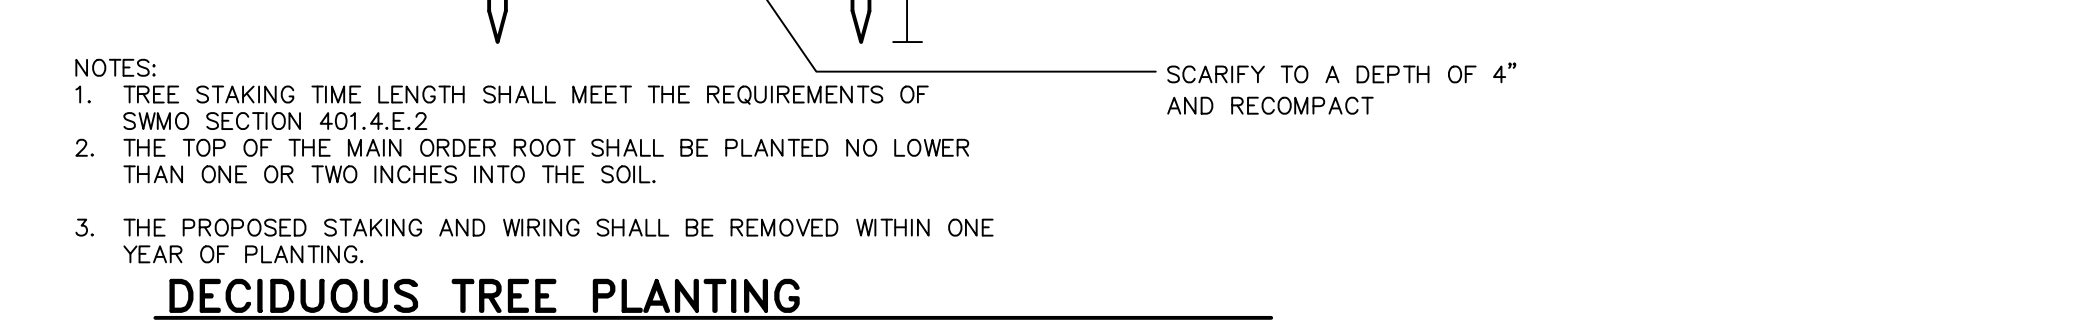 NOTES:
1. TREE STAKING TIME LENGTH SHALL MEET THE REQUIREMENTS OF
SWMO SECTION 401.4.E.2
2. THE TOP OF THE MAIN ORDER ROOT SHALL BE PLANTED NO LOWER
THAN ONE OR TWO INCHES INTO THE SOIL.
3. THE PROPOSED STAKING AND WIRING SHALL BE REMOVED WITHIN ONE
YEAR OF PLANTING.
SCARIFY TO A DEPTH OF 4”
AND RECOMPACT
DECIDUOUS TREE PLANTING